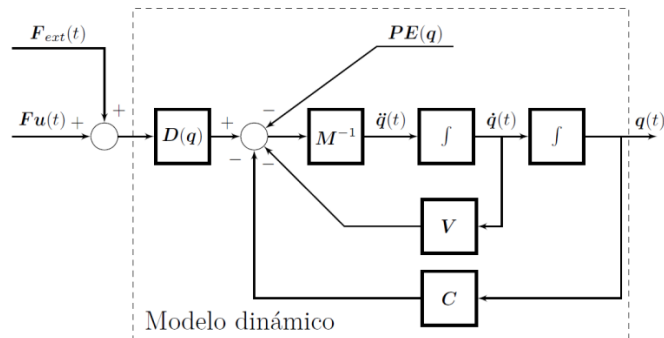 F_ext(t)
PE(q)
+
Fu(t) +
D(q)
+
−
M⁻¹
q̈(t)
∫
q̇(t)
∫
q(t)
−
−
V
C
Modelo dinámico